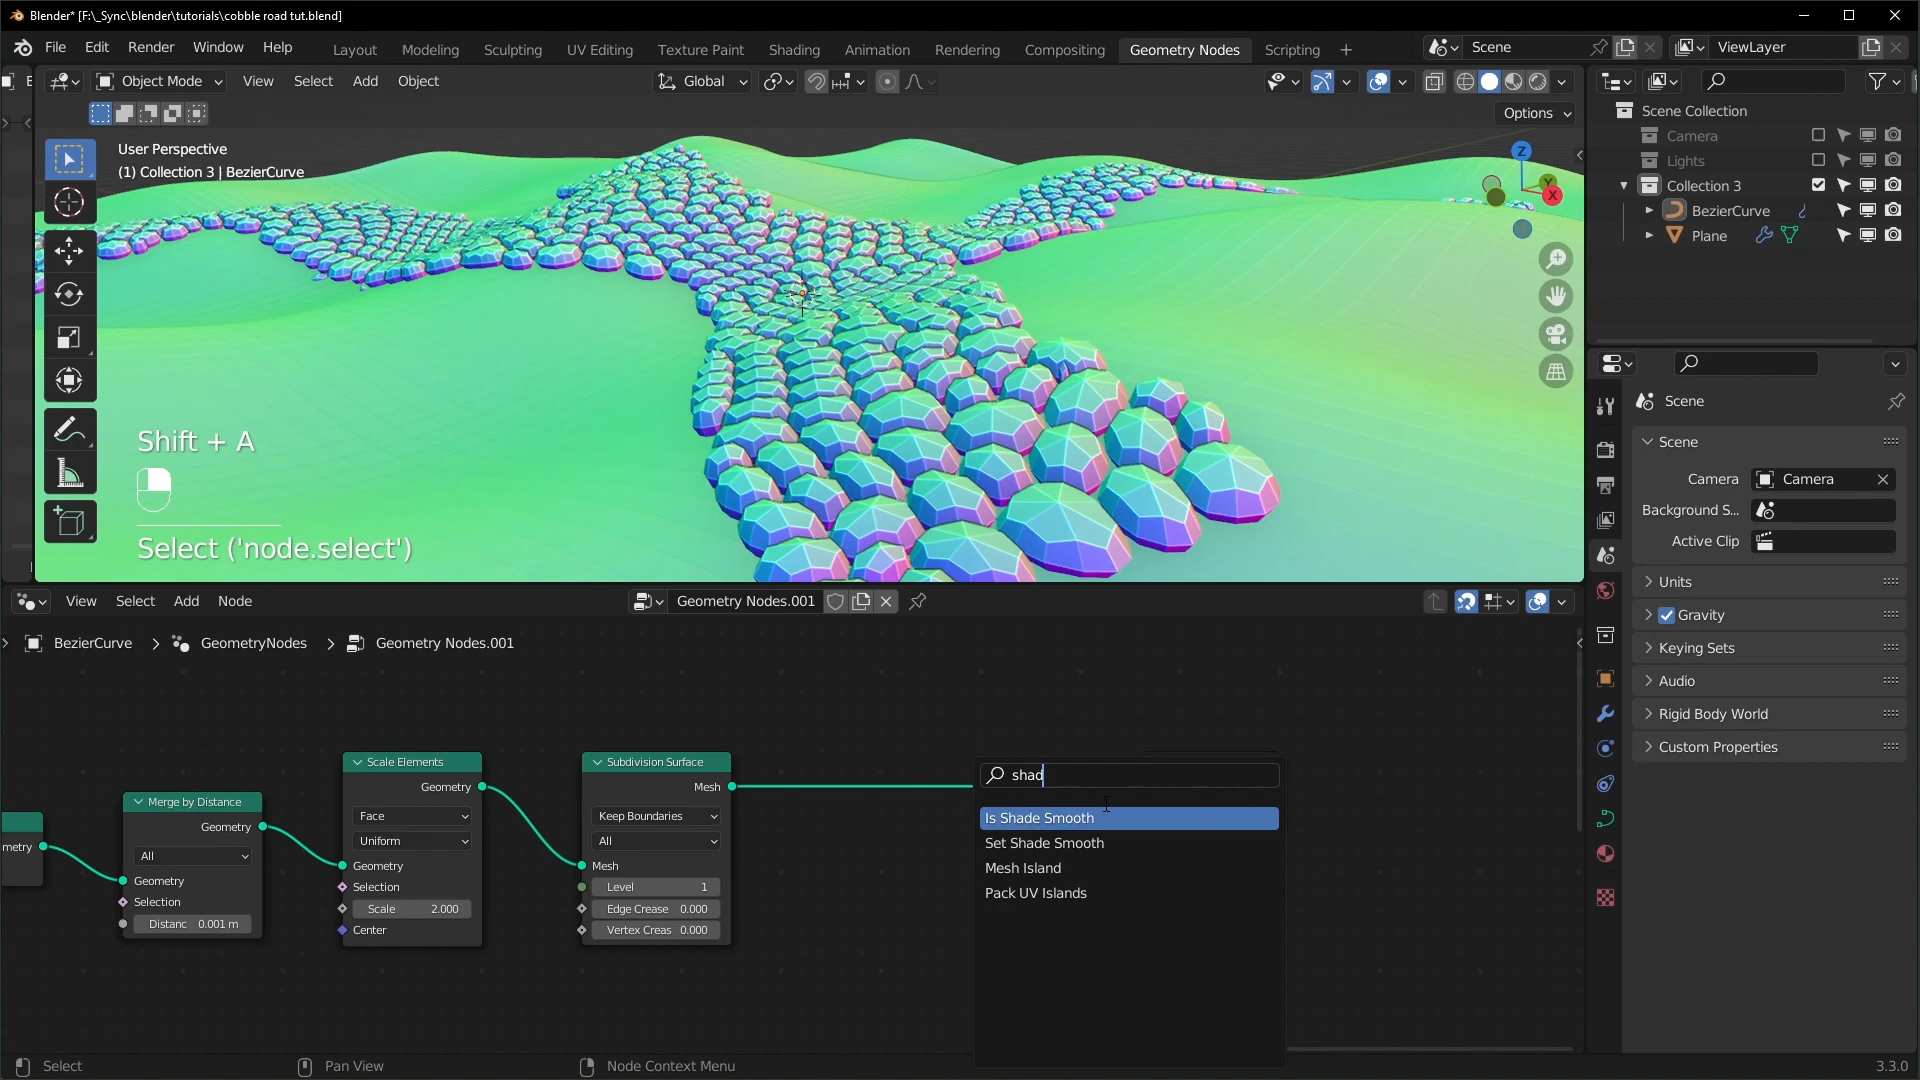 Blender* [F:\_Sync\blender\tutorials\cobble road tut.blend]
File Edit Render Window Help
Layout Modeling Sculpting UV Editing Texture Paint Shading Animation Rendering Compositing Geometry Nodes Scripting
Scene
ViewLayer
Object Mode View Select Add Object
Global
Options
User Perspective
(1) Collection 3 | BezierCurve
Z
Y
X
Shift + A
Select ('node.select')
Scene Collection
Camera
Lights
Collection 3
BezierCurve
Plane
Scene
Scene
Camera Camera
Background S...
Active Clip
Units
Gravity
Keying Sets
Audio
Rigid Body World
Custom Properties
View Select Add Node
Geometry Nodes.001
BezierCurve > GeometryNodes > Geometry Nodes.001
metry
Merge by Distance
Geometry
All
Geometry
Selection
Distanc 0.001 m
Scale Elements
Geometry
Face
Uniform
Geometry
Selection
Scale 2.000
Center
Subdivision Surface
Mesh
Keep Boundaries
All
Mesh
Level 1
Edge Crease 0.000
Vertex Creas 0.000
shad
Is Shade Smooth
Set Shade Smooth
Mesh Island
Pack UV Islands
Select
Pan View
Node Context Menu
3.3.0